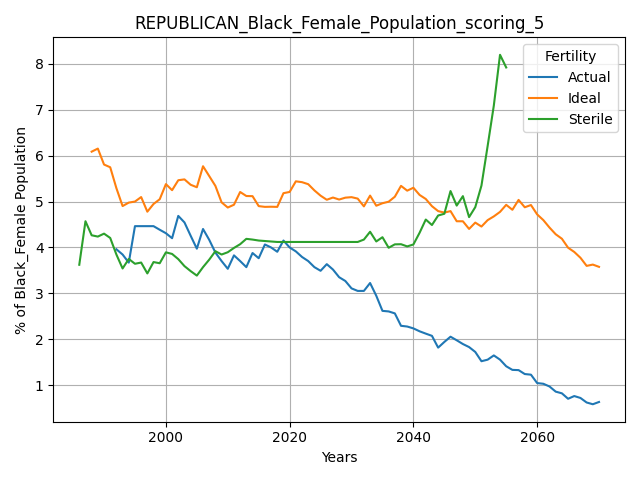 REPUBLICAN_Black_Female_Population_scoring_5
Fertility
Actual
Ideal
Sterile
% of Black_Female Population
8
7
6
5
4
3
2
1
2000 2020 2040 2060
Years